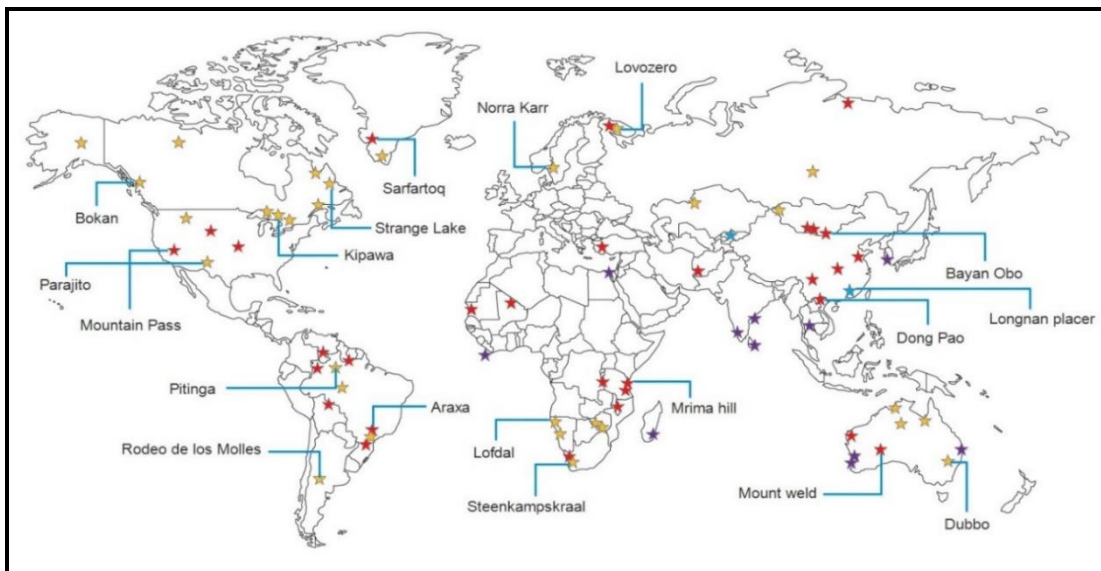 Lovozero
Norra Karr
Sarfartoq
Bokan
Strange Lake
Kipawa
Parajito
Mountain Pass
Bayan Obo
Longnan placer
Dong Pao
Pitinga
Araxa
Mrima hill
Rodeo de los Molles
Lofdal
Steenkampskraal
Mount weld
Dubbo